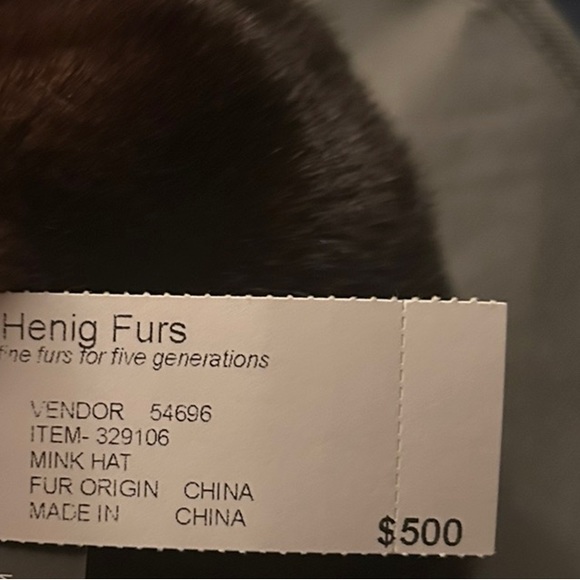 Henig Furs
fine furs for five generations
VENDOR 54696
ITEM- 329106
MINK HAT
FUR ORIGIN CHINA
MADE IN CHINA
$500